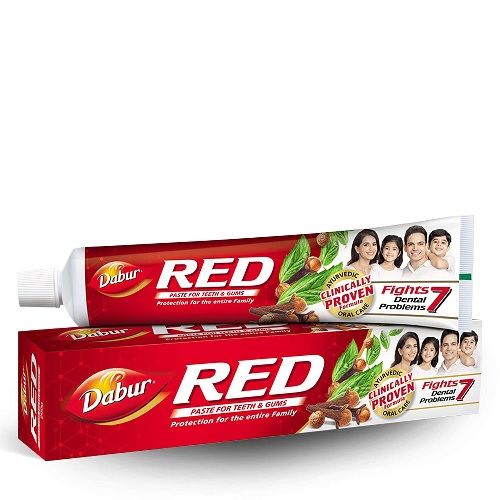 Dabur
RED
PASTE FOR TEETH & GUMS
Protection for the entire Family
AYURVEDIC
CLINICALLY
PROVEN
Formula
ORAL CARE
Fights
Dental
Problems 7
Dabur
RED
PASTE FOR TEETH & GUMS
Protection for the entire Family
AYURVEDIC
CLINICALLY
PROVEN
Formula
ORAL CARE
Fights
Dental
Problems 7
Dabur
RED